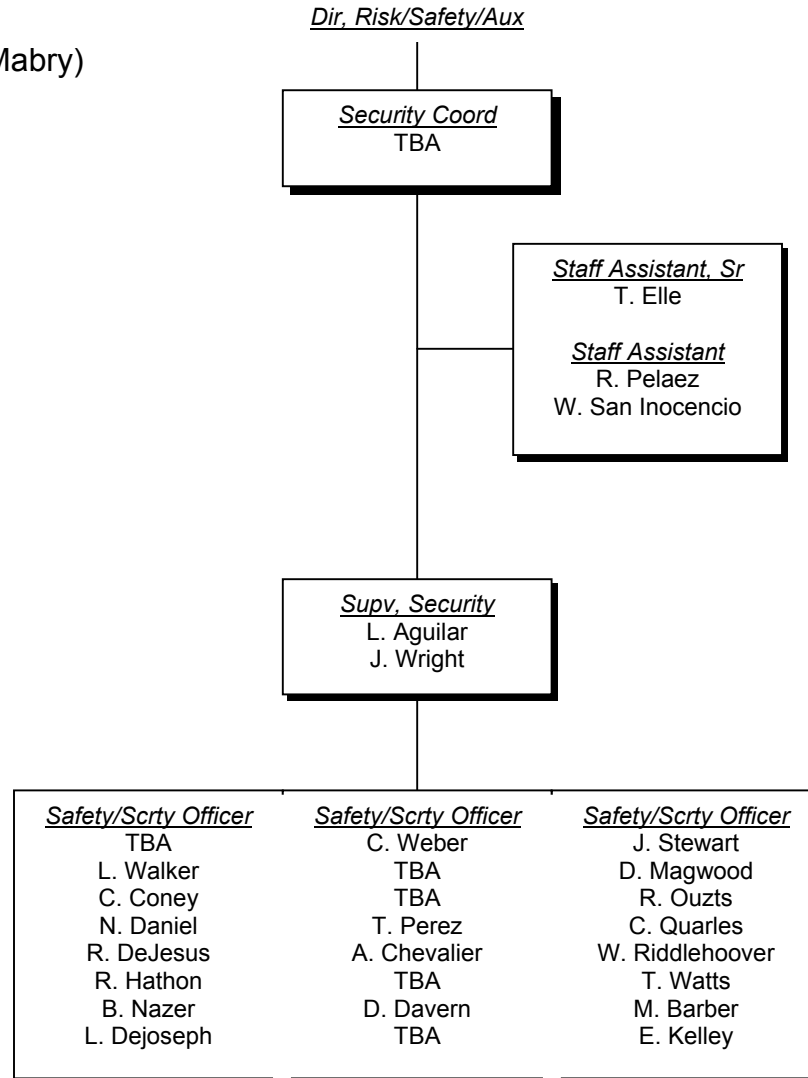 Dir, Risk/Safety/Aux
Mabry)
Security Coord
TBA
Staff Assistant, Sr
T. Elle
Staff Assistant
R. Pelaez
W. San Inocencio
Supv, Security
L. Aguilar
J. Wright
Safety/Scrty Officer
TBA
L. Walker
C. Coney
N. Daniel
R. DeJesus
R. Hathon
B. Nazer
L. Dejoseph
Safety/Scrty Officer
C. Weber
TBA
TBA
T. Perez
A. Chevalier
TBA
D. Davern
TBA
Safety/Scrty Officer
J. Stewart
D. Magwood
R. Ouzts
C. Quarles
W. Riddlehoover
T. Watts
M. Barber
E. Kelley